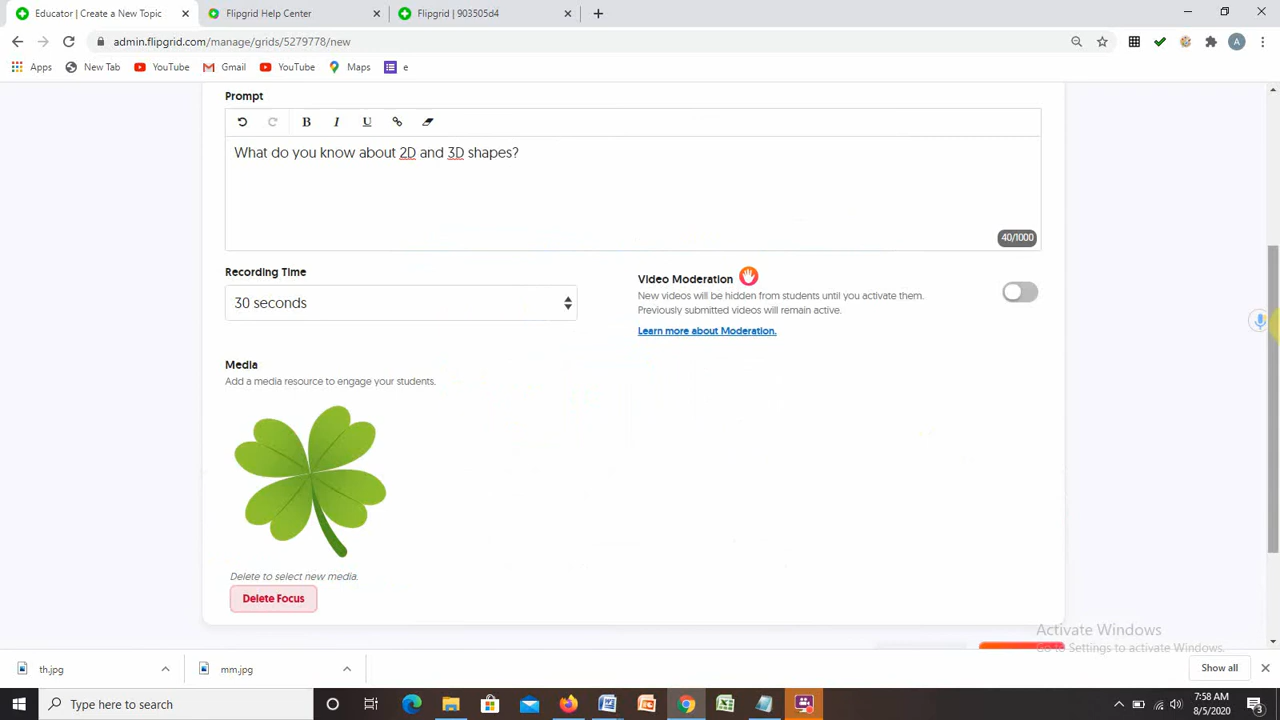 Educator | Create a New Topic
Flipgrid Help Center
Flipgrid | 903505d4
admin.flipgrid.com/manage/grids/5279778/new
A
Apps
New Tab
YouTube
Gmail
YouTube
Maps
e
Prompt
B I U
What do you know about 2D and 3D shapes?
40/1000
Recording Time
30 seconds
Video Moderation
New videos will be hidden from students until you activate them.
Previously submitted videos will remain active.
Learn more about Moderation.
Media
Add a media resource to engage your students.
Delete to select new media.
Delete Focus
Activate Windows
Go to Settings to activate Windows.
th.jpg
mm.jpg
Show all
Type here to search
7:58 AM
8/5/2020
3